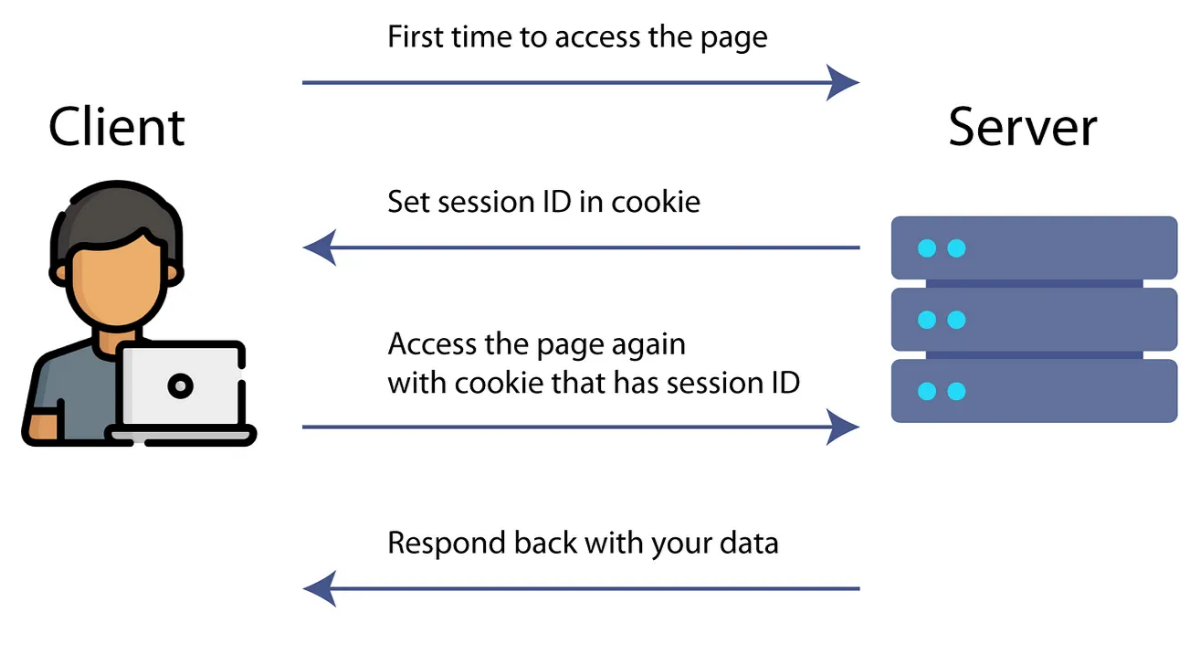 First time to access the page
Client
Server
Set session ID in cookie
Access the page again
with cookie that has session ID
Respond back with your data